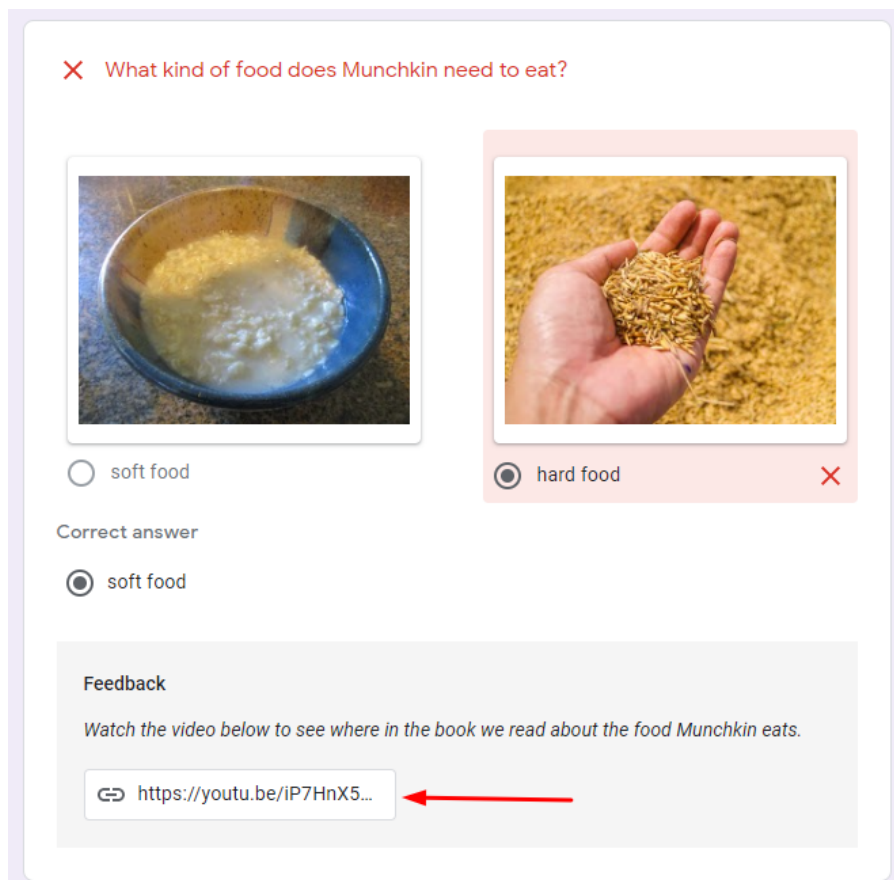 What kind of food does Munchkin need to eat?
soft food
hard food
Correct answer
soft food
Feedback
Watch the video below to see where in the book we read about the food Munchkin eats.
https://youtu.be/iP7HnX5...